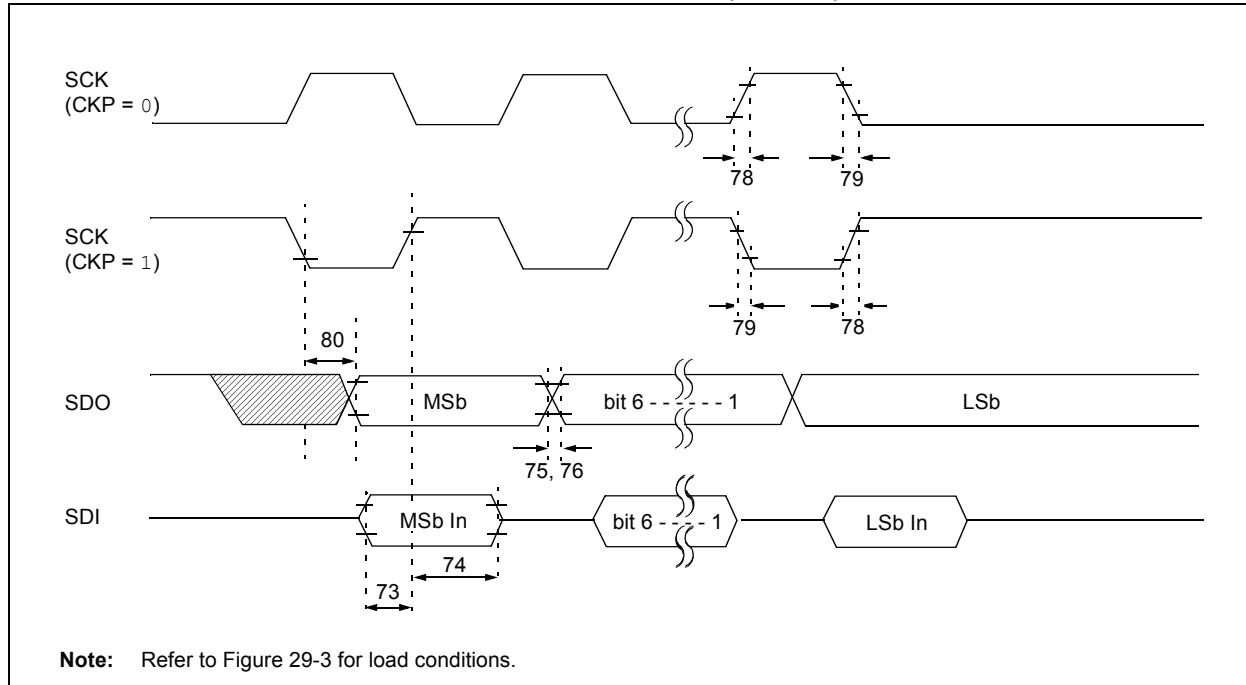 SCK
(CKP = 0)
78
79
SCK
(CKP = 1)
79
78
80
SDO
MSb
bit 6 - - - - - - 1
LSb
75, 76
SDI
MSb In
bit 6 - - - - - 1
LSb In
74
73
Note: Refer to Figure 29-3 for load conditions.